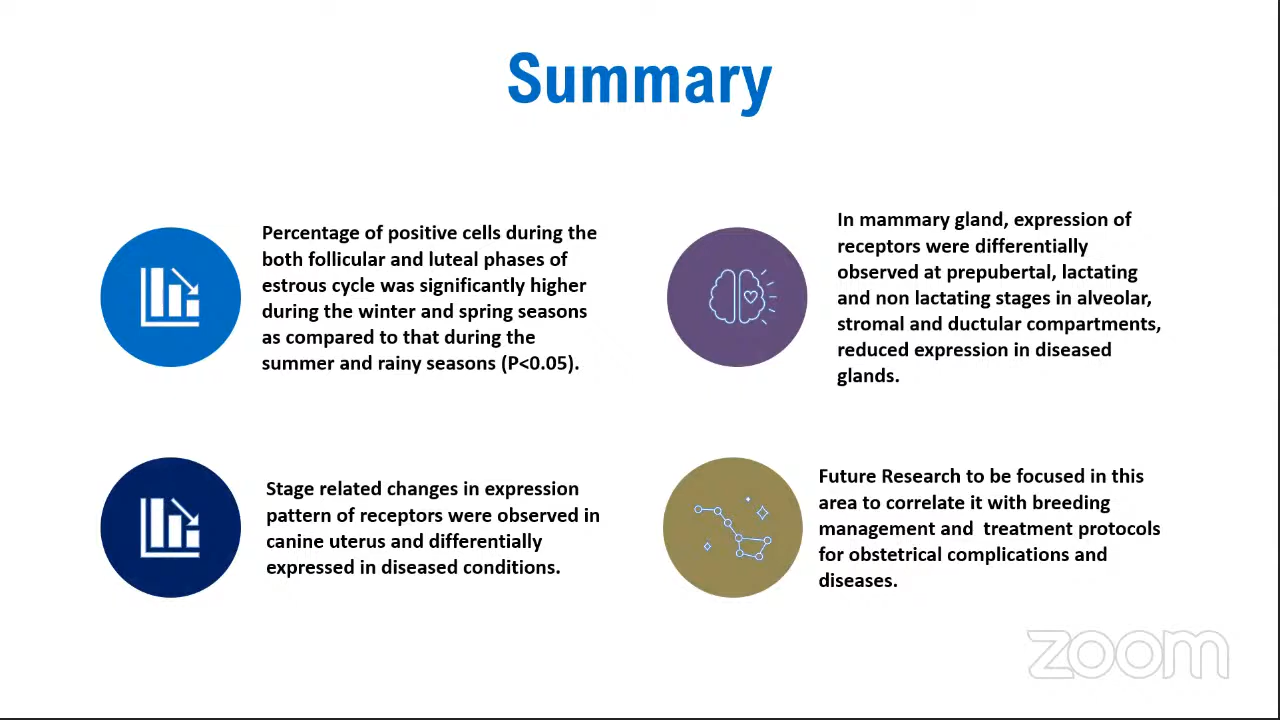 Summary
Percentage of positive cells during the
both follicular and luteal phases of
estrous cycle was significantly higher
during the winter and spring seasons
as compared to that during the
summer and rainy seasons (P<0.05).
In mammary gland, expression of
receptors were differentially
observed at prepubertal, lactating
and non lactating stages in alveolar,
stromal and ductular compartments,
reduced expression in diseased
glands.
Stage related changes in expression
pattern of receptors were observed in
canine uterus and differentially
expressed in diseased conditions.
Future Research to be focused in this
area to correlate it with breeding
management and  treatment protocols
for obstetrical complications and
diseases.
zoom